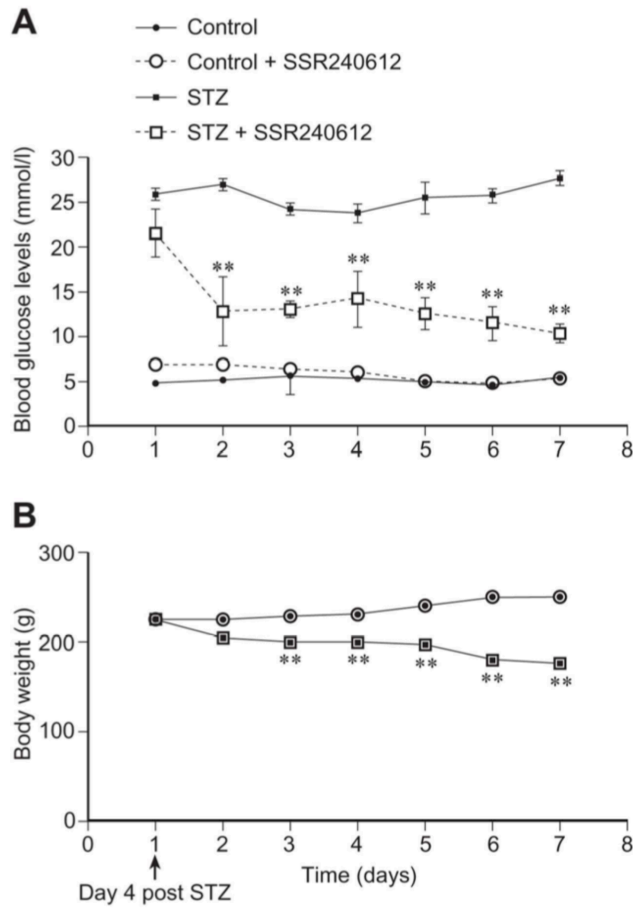 A
Control
Control + SSR240612
STZ
STZ + SSR240612
Blood glucose levels (mmol/l)
30
25
20
15
10
5
0
** ** ** ** ** **
0 1 2 3 4 5 6 7 8
B
Body weight (g)
300
200
100
0
** ** ** ** **
0 1 2 3 4 5 6 7 8
Time (days)
Day 4 post STZ